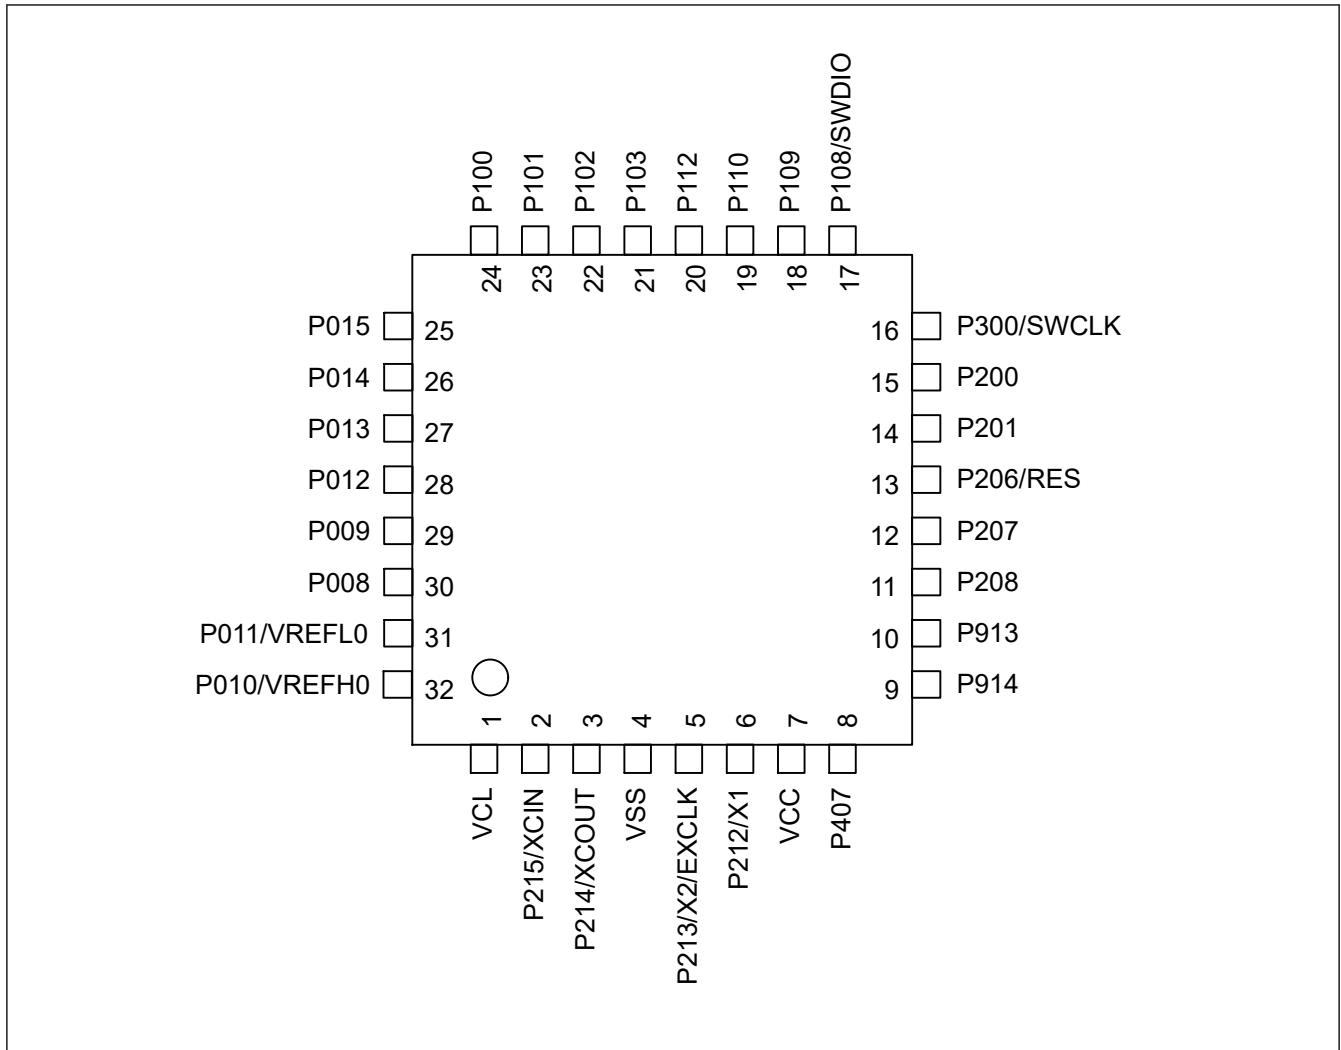 P100
P101
P102
P103
P112
P110
P109
P108/SWDIO
24
23
22
21
20
19
18
17
P015
25
16
P300/SWCLK
P014
26
15
P200
P013
27
14
P201
P012
28
13
P206/RES
P009
29
12
P207
P008
30
11
P208
P011/VREFL0
31
10
P913
P010/VREFH0
32
9
P914
1
2
3
4
5
6
7
8
VCL
P215/XCIN
P214/XCOUT
VSS
P213/X2/EXCLK
P212/X1
VCC
P407